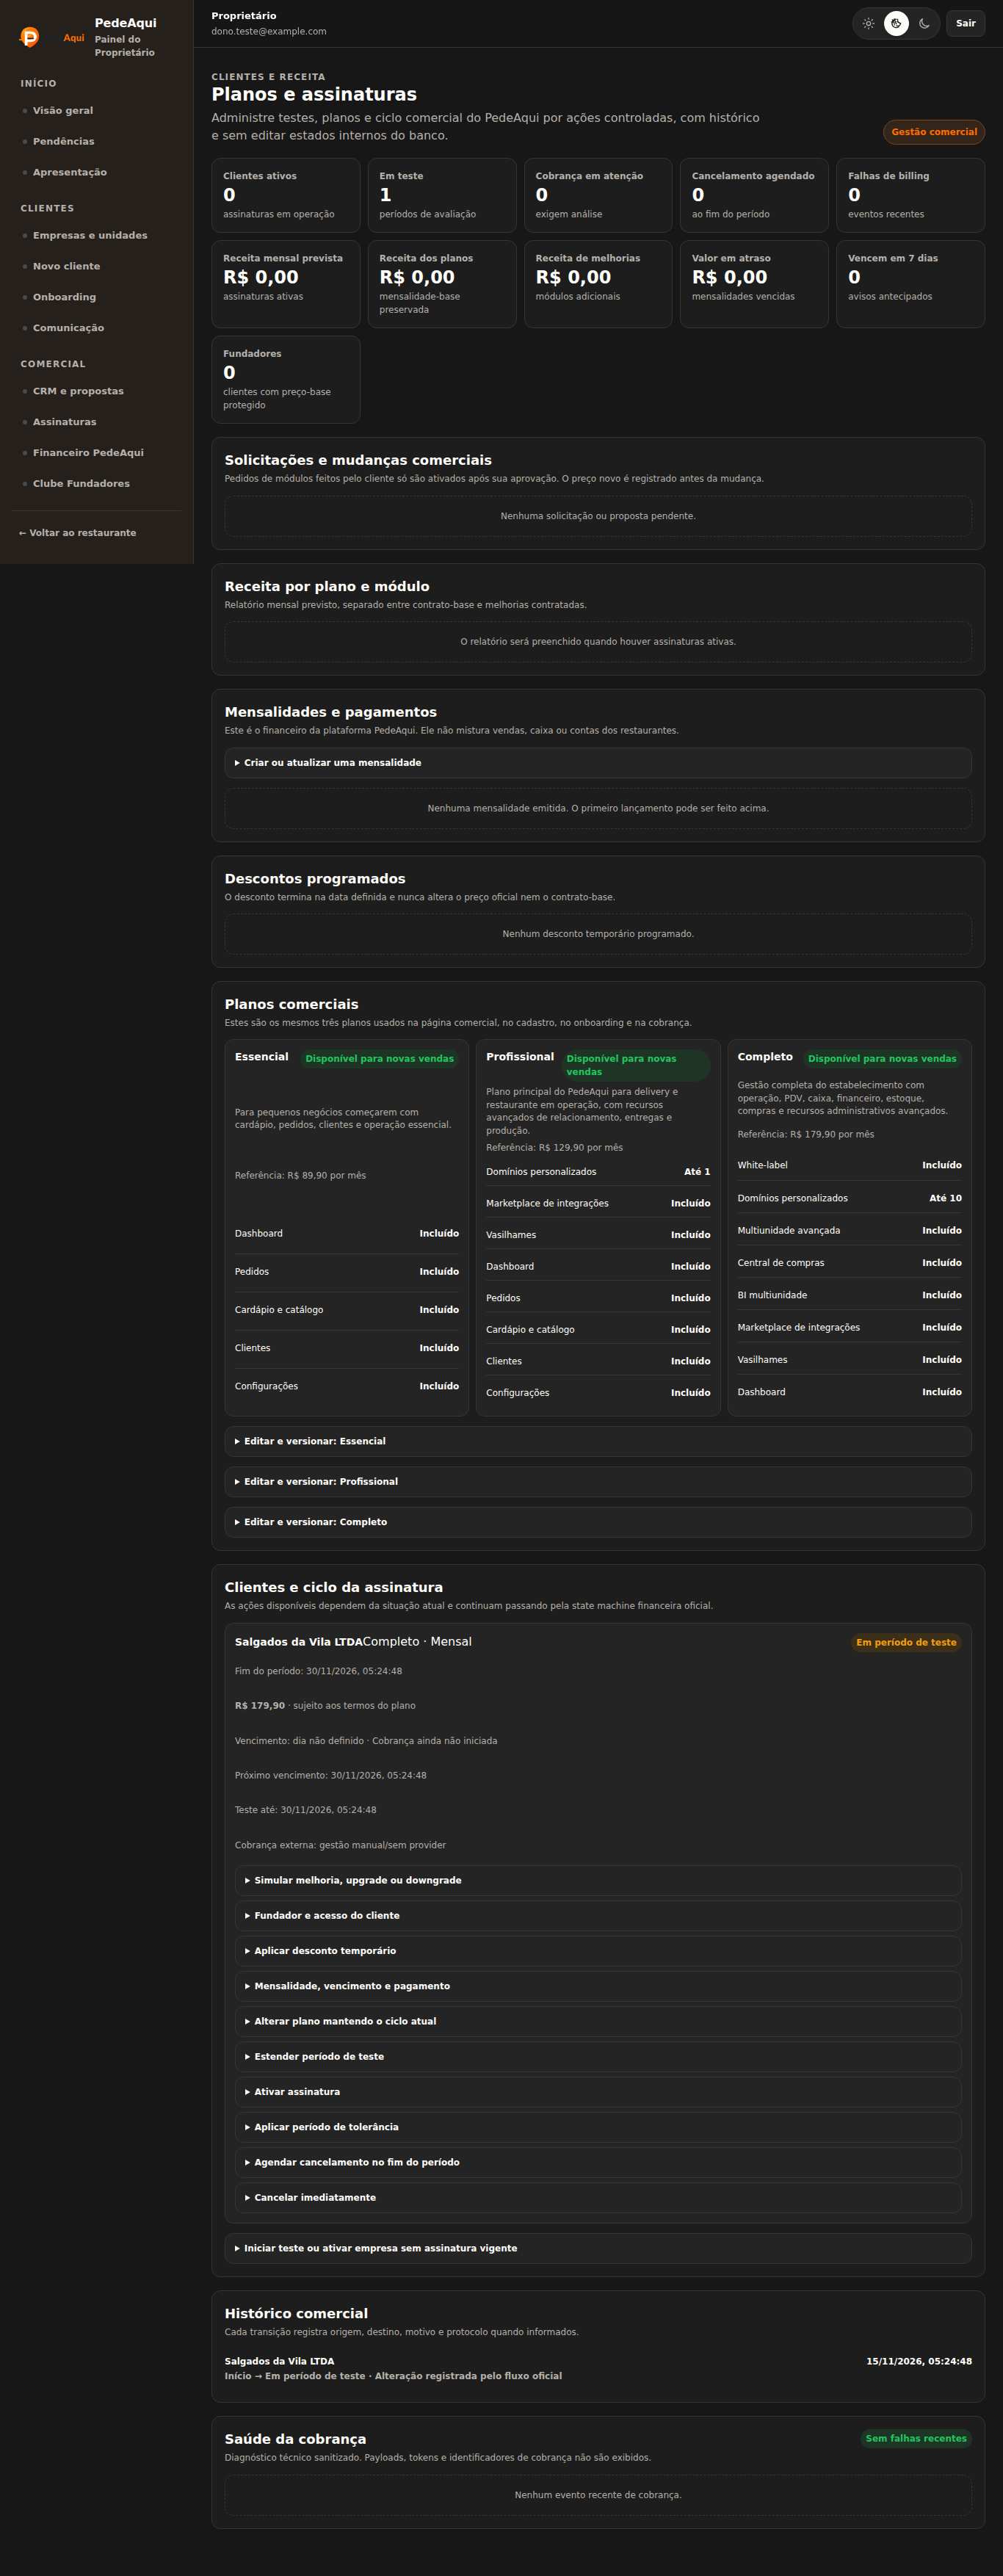 Aqui
PedeAqui
Painel do
Proprietário
INÍCIO
Visão geral
Pendências
Apresentação
CLIENTES
Empresas e unidades
Novo cliente
Onboarding
Comunicação
COMERCIAL
CRM e propostas
Assinaturas
Financeiro PedeAqui
Clube Fundadores
← Voltar ao restaurante
Proprietário
dono.teste@example.com
Sair
CLIENTES E RECEITA
Planos e assinaturas
Administre testes, planos e ciclo comercial do PedeAqui por ações controladas, com histórico
e sem editar estados internos do banco.
Gestão comercial
Clientes ativos
0
assinaturas em operação
Em teste
1
períodos de avaliação
Cobrança em atenção
0
exigem análise
Cancelamento agendado
0
ao fim do período
Falhas de billing
0
eventos recentes
Receita mensal prevista
R$ 0,00
assinaturas ativas
Receita dos planos
R$ 0,00
mensalidade-base
preservada
Receita de melhorias
R$ 0,00
módulos adicionais
Valor em atraso
R$ 0,00
mensalidades vencidas
Vencem em 7 dias
0
avisos antecipados
Fundadores
0
clientes com preço-base
protegido
Solicitações e mudanças comerciais
Pedidos de módulos feitos pelo cliente só são ativados após sua aprovação. O preço novo é registrado antes da mudança.
Nenhuma solicitação ou proposta pendente.
Receita por plano e módulo
Relatório mensal previsto, separado entre contrato-base e melhorias contratadas.
O relatório será preenchido quando houver assinaturas ativas.
Mensalidades e pagamentos
Este é o financeiro da plataforma PedeAqui. Ele não mistura vendas, caixa ou contas dos restaurantes.
Criar ou atualizar uma mensalidade
Nenhuma mensalidade emitida. O primeiro lançamento pode ser feito acima.
Descontos programados
O desconto termina na data definida e nunca altera o preço oficial nem o contrato-base.
Nenhum desconto temporário programado.
Planos comerciais
Estes são os mesmos três planos usados na página comercial, no cadastro, no onboarding e na cobrança.
Essencial
Disponível para novas vendas
Para pequenos negócios começarem com
cardápio, pedidos, clientes e operação essencial.
Referência: R$ 89,90 por mês
Dashboard Incluído
Pedidos Incluído
Cardápio e catálogo Incluído
Clientes Incluído
Configurações Incluído
Profissional
Disponível para novas
vendas
Plano principal do PedeAqui para delivery e
restaurante em operação, com recursos
avançados de relacionamento, entregas e
produção.
Referência: R$ 129,90 por mês
Domínios personalizados Até 1
Marketplace de integrações Incluído
Vasilhames Incluído
Dashboard Incluído
Pedidos Incluído
Cardápio e catálogo Incluído
Clientes Incluído
Configurações Incluído
Completo
Disponível para novas vendas
Gestão completa do estabelecimento com
operação, PDV, caixa, financeiro, estoque,
compras e recursos administrativos avançados.
Referência: R$ 179,90 por mês
White-label Incluído
Domínios personalizados Até 10
Multiunidade avançada Incluído
Central de compras Incluído
BI multiunidade Incluído
Marketplace de integrações Incluído
Vasilhames Incluído
Dashboard Incluído
Editar e versionar: Essencial
Editar e versionar: Profissional
Editar e versionar: Completo
Clientes e ciclo da assinatura
As ações disponíveis dependem da situação atual e continuam passando pela state machine financeira oficial.
Salgados da Vila LTDACompleto · Mensal
Em período de teste
Fim do período: 30/11/2026, 05:24:48
R$ 179,90 · sujeito aos termos do plano
Vencimento: dia não definido · Cobrança ainda não iniciada
Próximo vencimento: 30/11/2026, 05:24:48
Teste até: 30/11/2026, 05:24:48
Cobrança externa: gestão manual/sem provider
Simular melhoria, upgrade ou downgrade
Fundador e acesso do cliente
Aplicar desconto temporário
Mensalidade, vencimento e pagamento
Alterar plano mantendo o ciclo atual
Estender período de teste
Ativar assinatura
Aplicar período de tolerância
Agendar cancelamento no fim do período
Cancelar imediatamente
Iniciar teste ou ativar empresa sem assinatura vigente
Histórico comercial
Cada transição registra origem, destino, motivo e protocolo quando informados.
Salgados da Vila LTDA
15/11/2026, 05:24:48
Início → Em período de teste · Alteração registrada pelo fluxo oficial
Saúde da cobrança
Sem falhas recentes
Diagnóstico técnico sanitizado. Payloads, tokens e identificadores de cobrança não são exibidos.
Nenhum evento recente de cobrança.